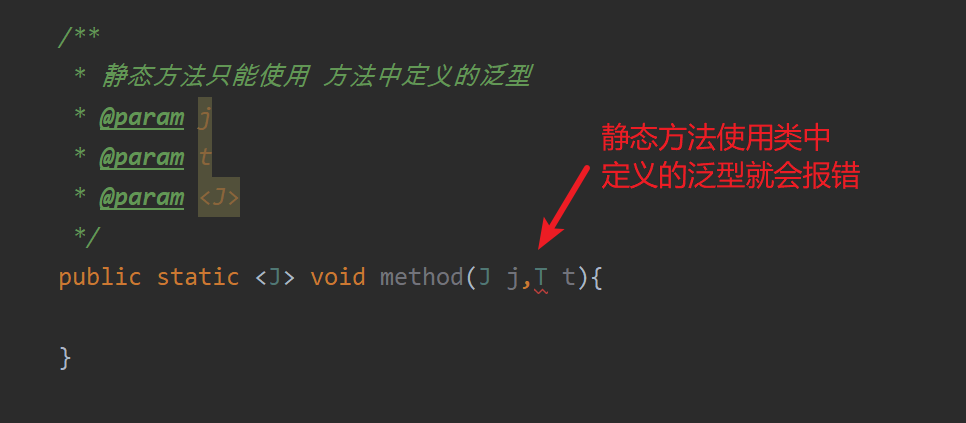 /**
* 静态方法只能使用 方法中定义的泛型
* @param j
* @param t
* @param <J>
*/
静态方法使用类中
定义的泛型就会报错
public static <J> void method(J j,T t){
}